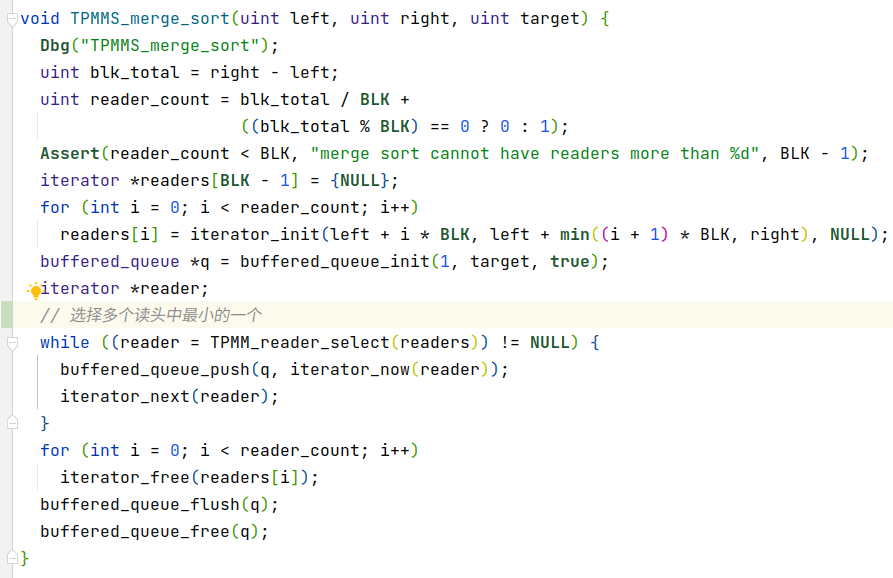 void TPMMS_merge_sort(uint left, uint right, uint target) {
  Dbg("TPMMS_merge_sort");
  uint blk_total = right - left;
  uint reader_count = blk_total / BLK +
                      ((blk_total % BLK) == 0 ? 0 : 1);
  Assert(reader_count < BLK, "merge sort cannot have readers more than %d", BLK - 1);
  iterator *readers[BLK - 1] = {NULL};
  for (int i = 0; i < reader_count; i++)
    readers[i] = iterator_init(left + i * BLK, left + min((i + 1) * BLK, right), NULL);
  buffered_queue *q = buffered_queue_init(1, target, true);
  iterator *reader;
  // 选择多个读头中最小的一个
  while ((reader = TPMM_reader_select(readers)) != NULL) {
    buffered_queue_push(q, iterator_now(reader));
    iterator_next(reader);
  }
  for (int i = 0; i < reader_count; i++)
    iterator_free(readers[i]);
  buffered_queue_flush(q);
  buffered_queue_free(q);
}